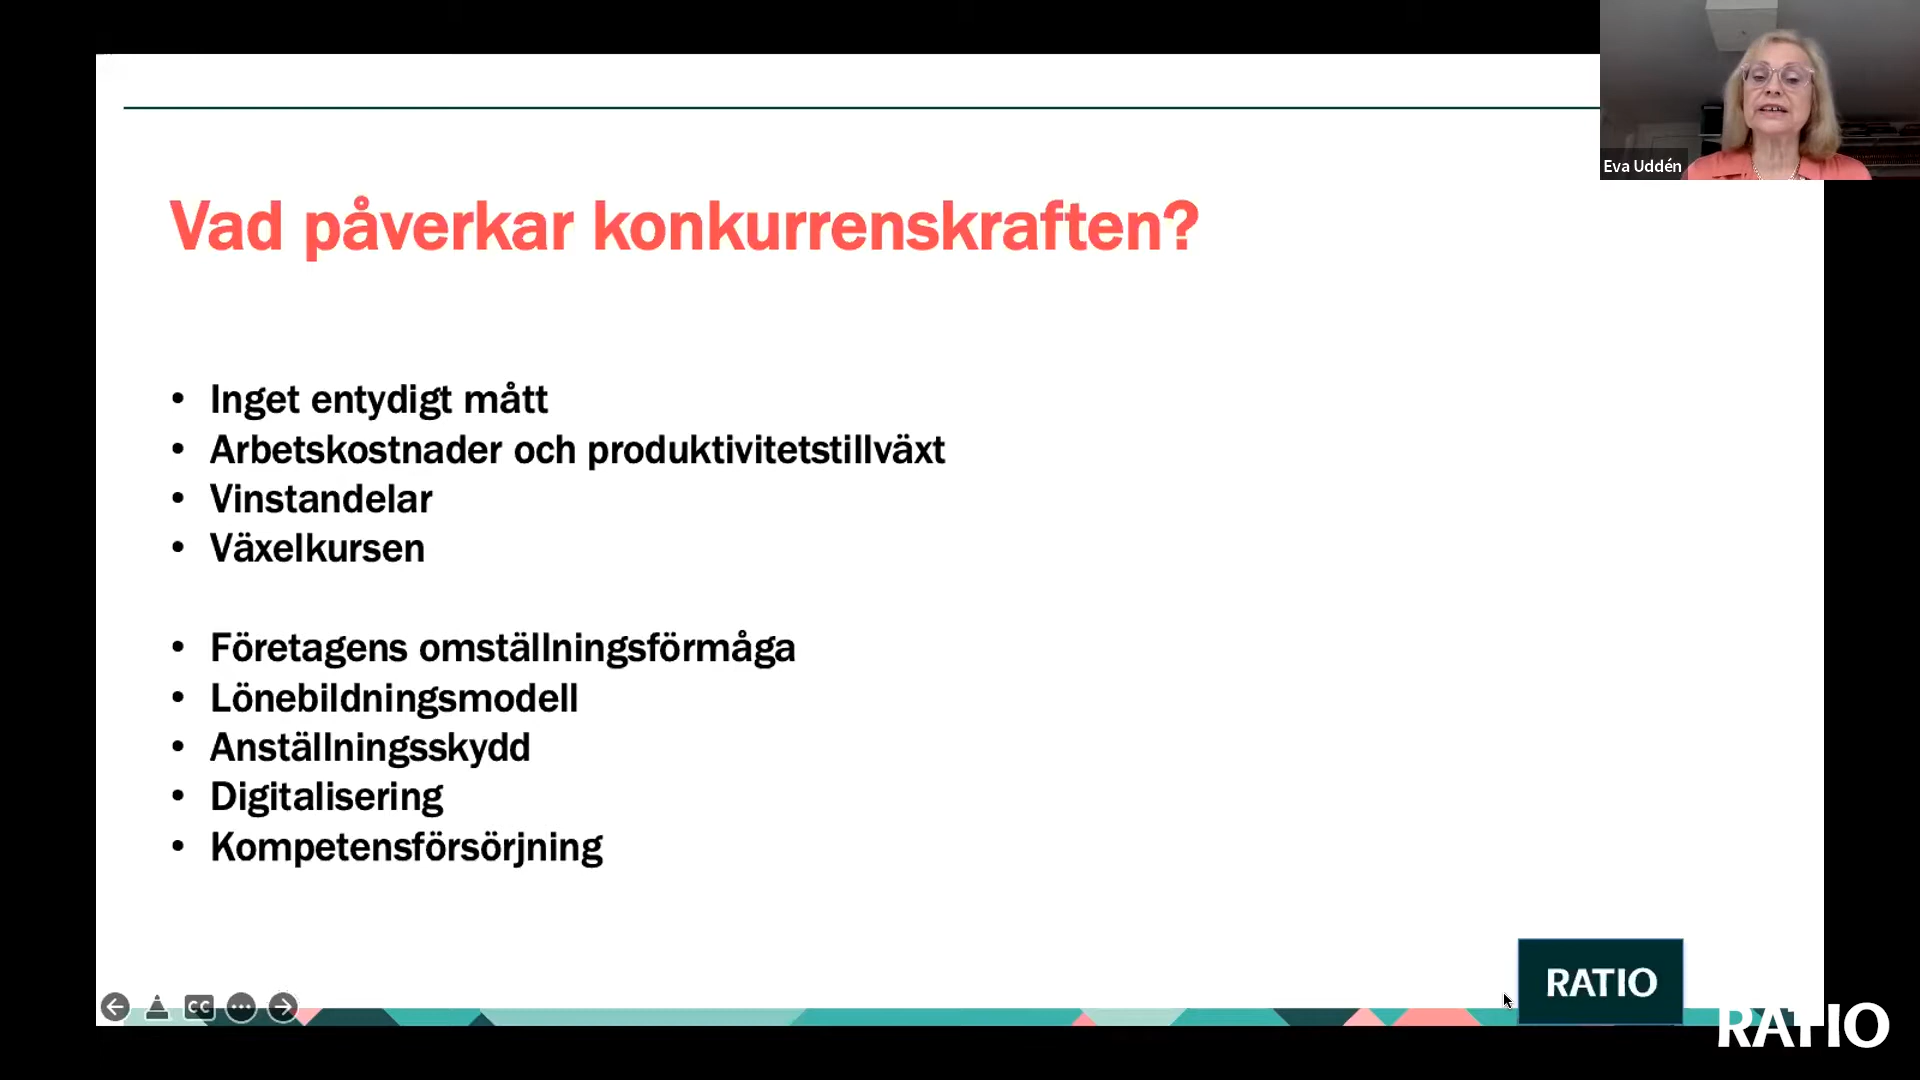 Eva Uddén
Vad påverkar konkurrenskraften?
• Inget entydigt mått
• Arbetskostnader och produktivitetstillväxt
• Vinstandelar
• Växelkursen
• Företagens omställningsförmåga
• Lönebildningsmodell
• Anställningsskydd
• Digitalisering
• Kompetensförsörjning
CC
RATIO
RATIO